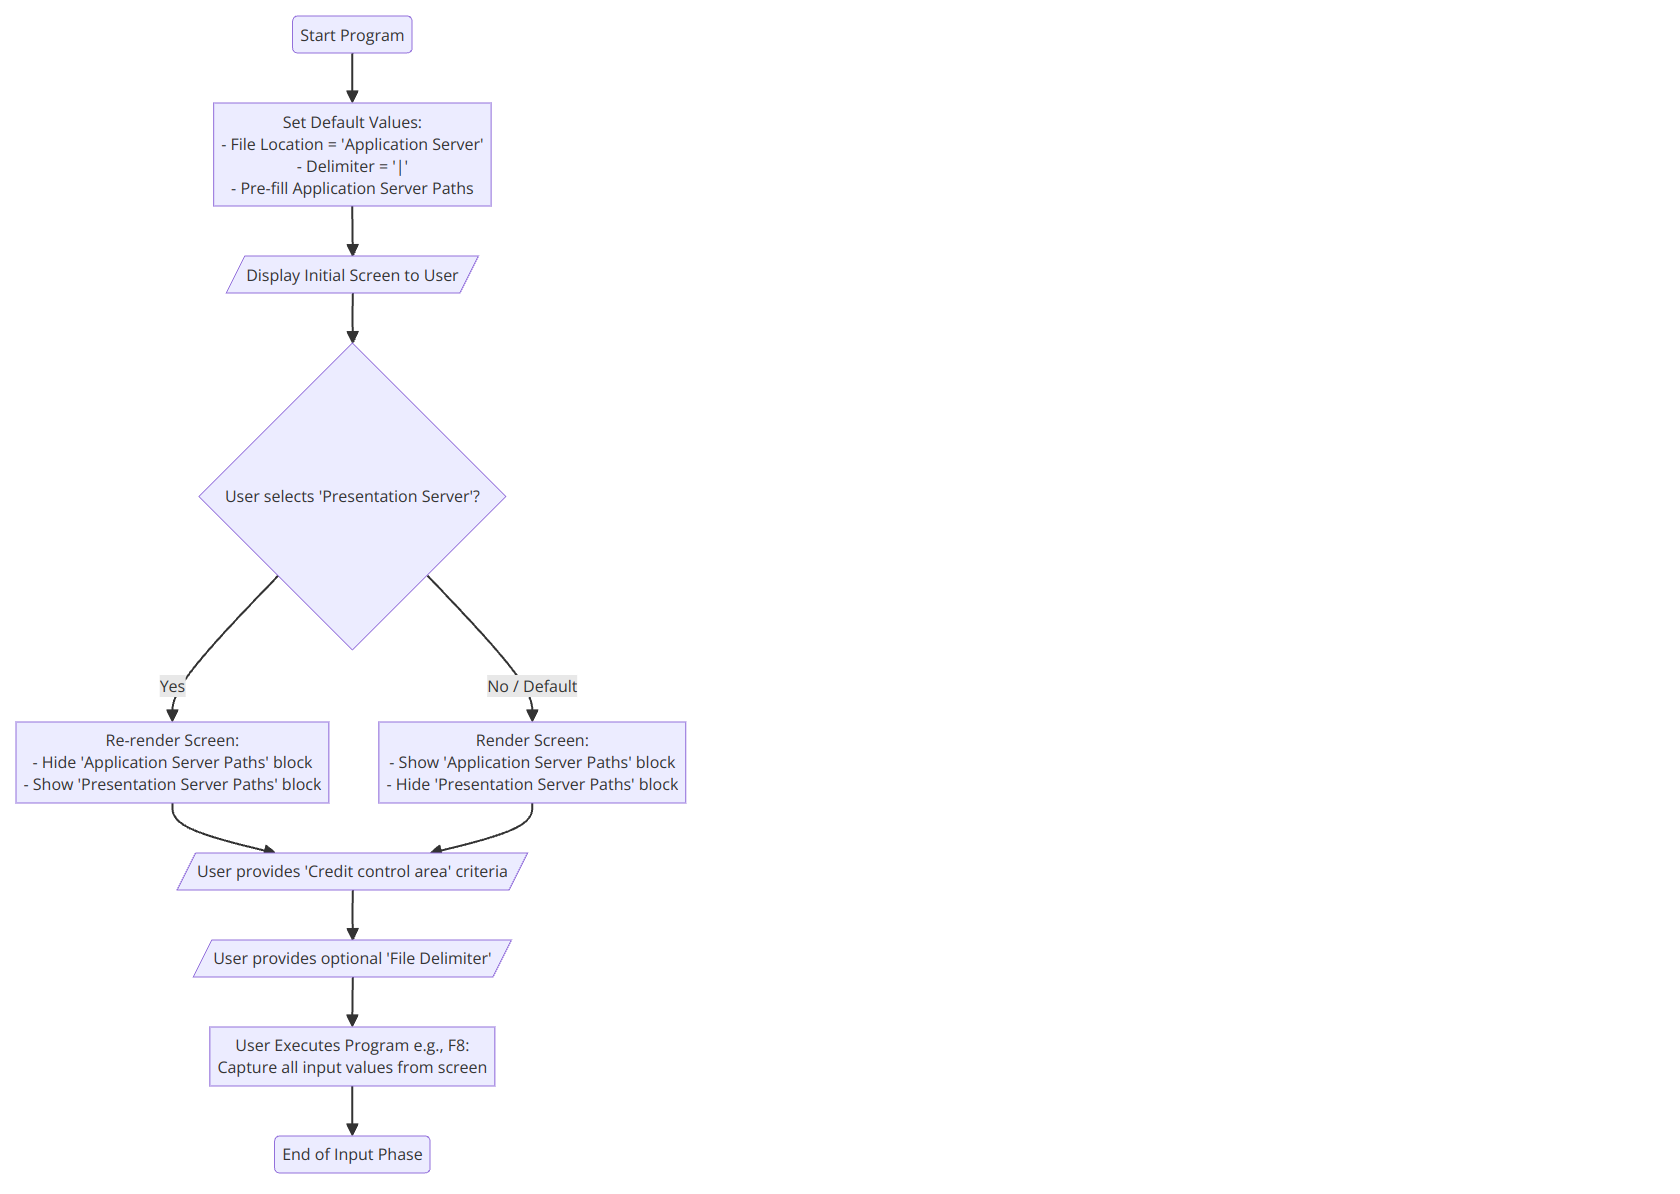 Start Program
Set Default Values:
- File Location = 'Application Server'
- Delimiter = '|'
- Pre-fill Application Server Paths
Display Initial Screen to User
User selects 'Presentation Server'?
Yes
No / Default
Re-render Screen:
- Hide 'Application Server Paths' block
- Show 'Presentation Server Paths' block
Render Screen:
- Show 'Application Server Paths' block
- Hide 'Presentation Server Paths' block
User provides 'Credit control area' criteria
User provides optional 'File Delimiter'
User Executes Program e.g., F8:
Capture all input values from screen
End of Input Phase